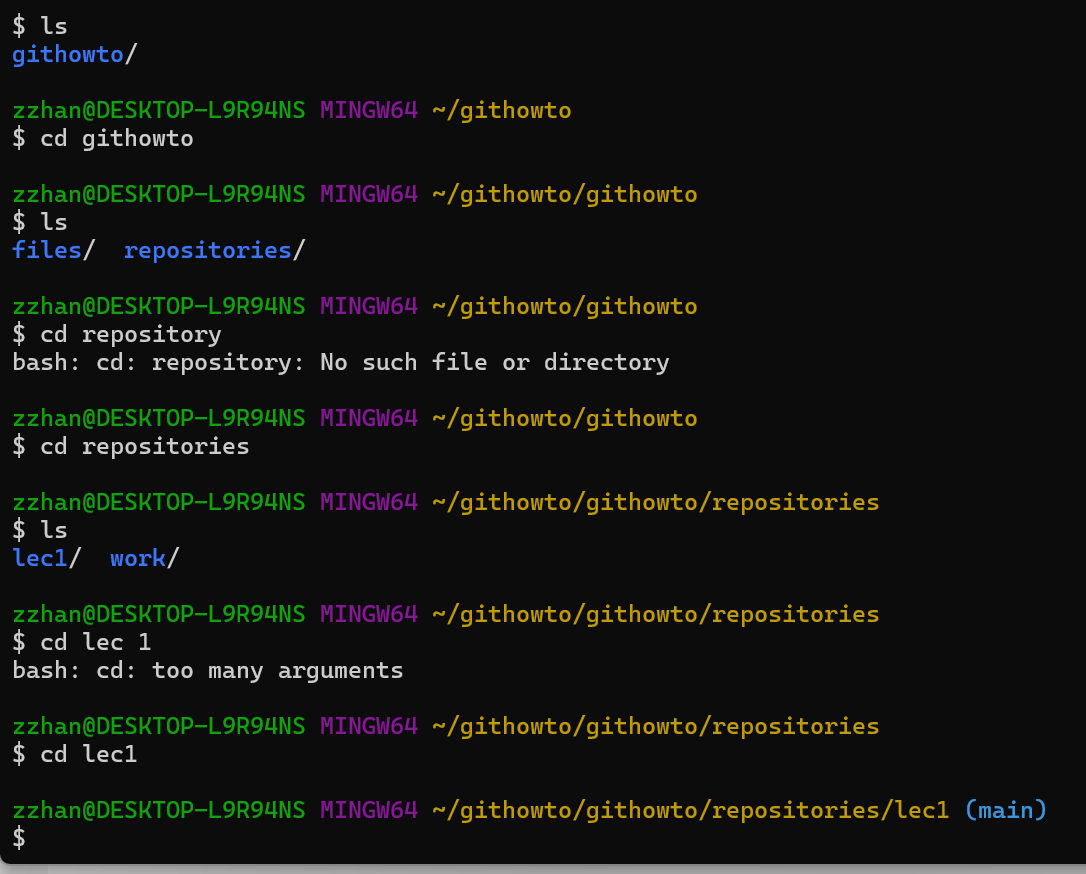 $ ls
githowto/
zzhan@DESKTOP-L9R94NS MINGW64 ~/githowto
$ cd githowto
zzhan@DESKTOP-L9R94NS MINGW64 ~/githowto/githowto
$ ls
files/  repositories/
zzhan@DESKTOP-L9R94NS MINGW64 ~/githowto/githowto
$ cd repository
bash: cd: repository: No such file or directory
zzhan@DESKTOP-L9R94NS MINGW64 ~/githowto/githowto
$ cd repositories
zzhan@DESKTOP-L9R94NS MINGW64 ~/githowto/githowto/repositories
$ ls
lec1/  work/
zzhan@DESKTOP-L9R94NS MINGW64 ~/githowto/githowto/repositories
$ cd lec 1
bash: cd: too many arguments
zzhan@DESKTOP-L9R94NS MINGW64 ~/githowto/githowto/repositories
$ cd lec1
zzhan@DESKTOP-L9R94NS MINGW64 ~/githowto/githowto/repositories/lec1 (main)
$